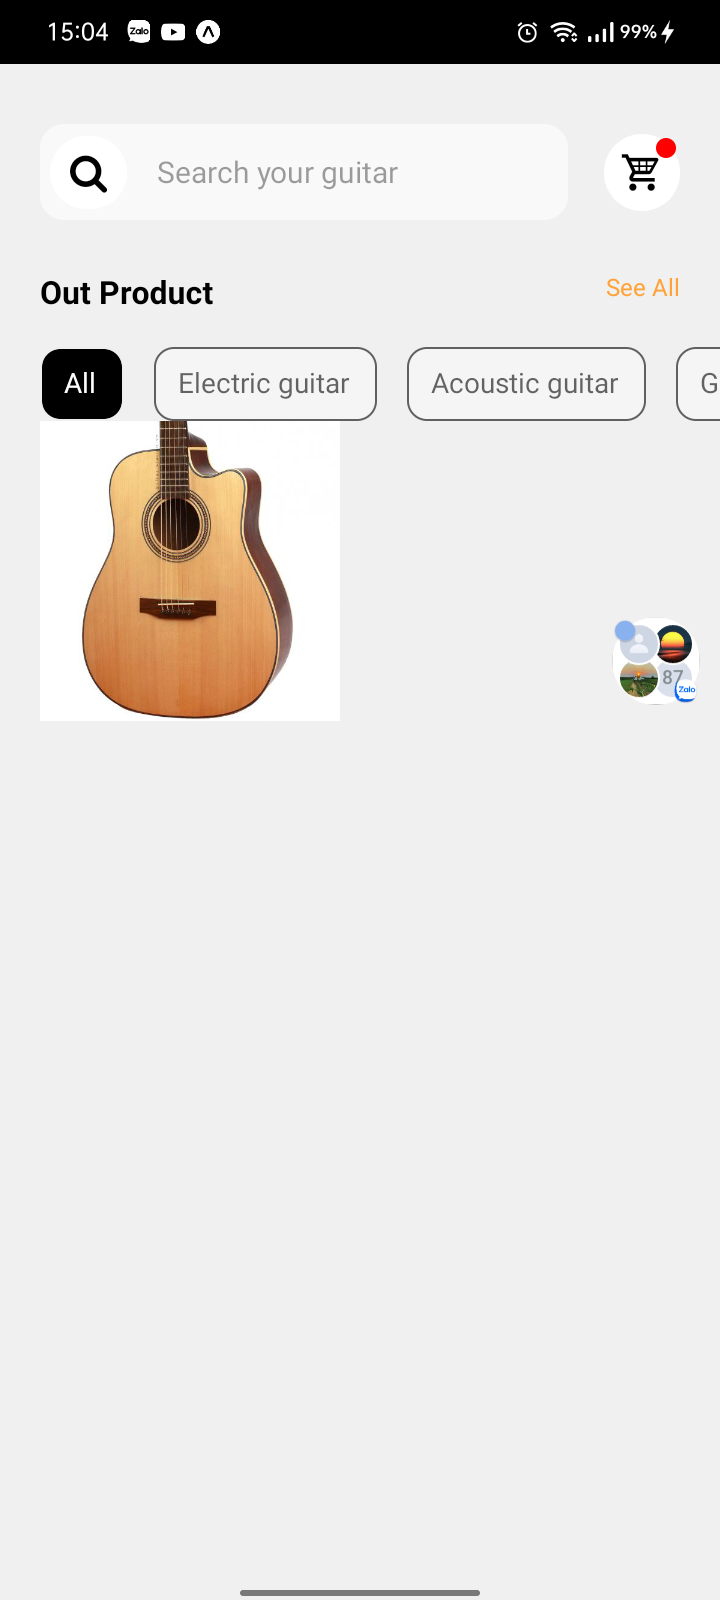 15:04 Zalo 99%
Search your guitar
Out Product See All
All Electric guitar Acoustic guitar G
87
Zalo